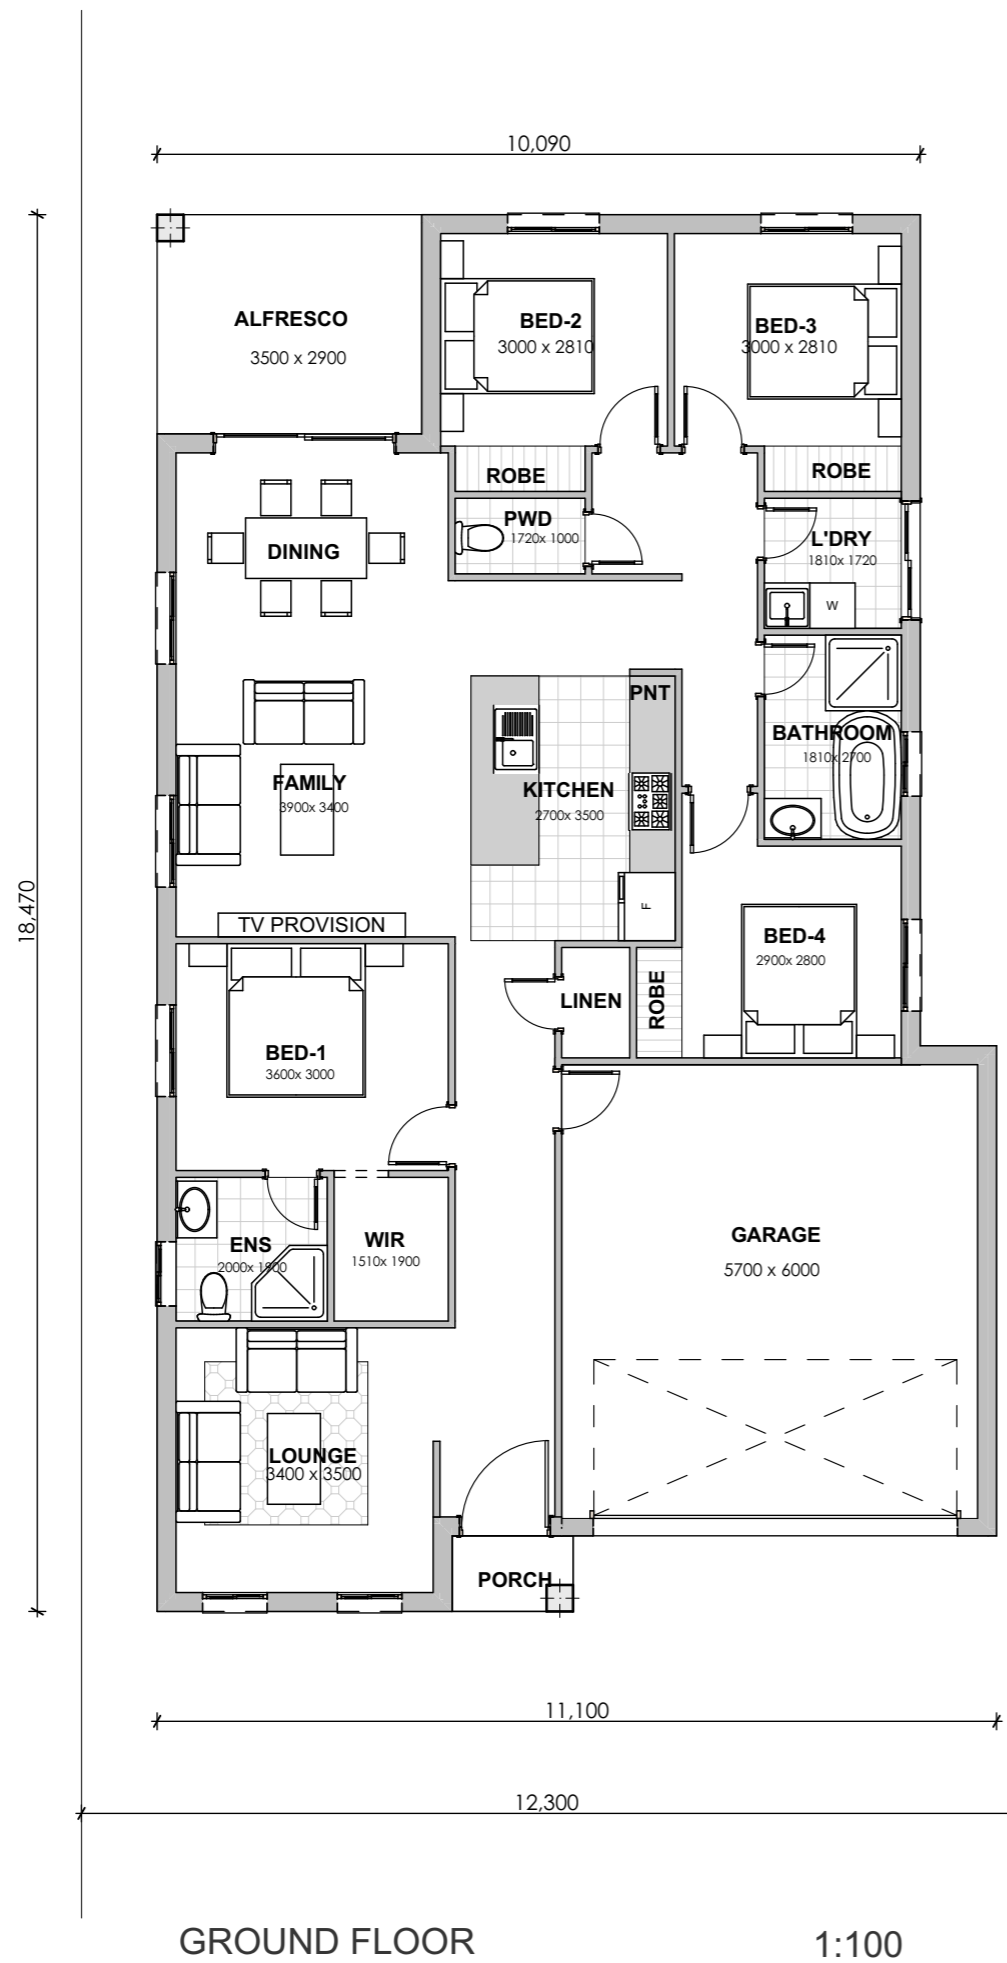 10,090
ALFRESCO
3500 x 2900
BED-2
3000 x 2810
BED-3
3000 x 2810
ROBE
ROBE
PWD
1720x 1000
L'DRY
1810x 1720
W
DINING
PNT
BATHROOM
1810x 2700
FAMILY
3900x 3400
KITCHEN
2700x 3500
F
TV PROVISION
18,470
BED-4
2900x 2800
LINEN
ROBE
BED-1
3600x 3000
ENS
2000x 1900
WIR
1510x 1900
GARAGE
5700 x 6000
LOUNGE
3400 x 3500
PORCH
11,100
12,300
GROUND FLOOR
1:100